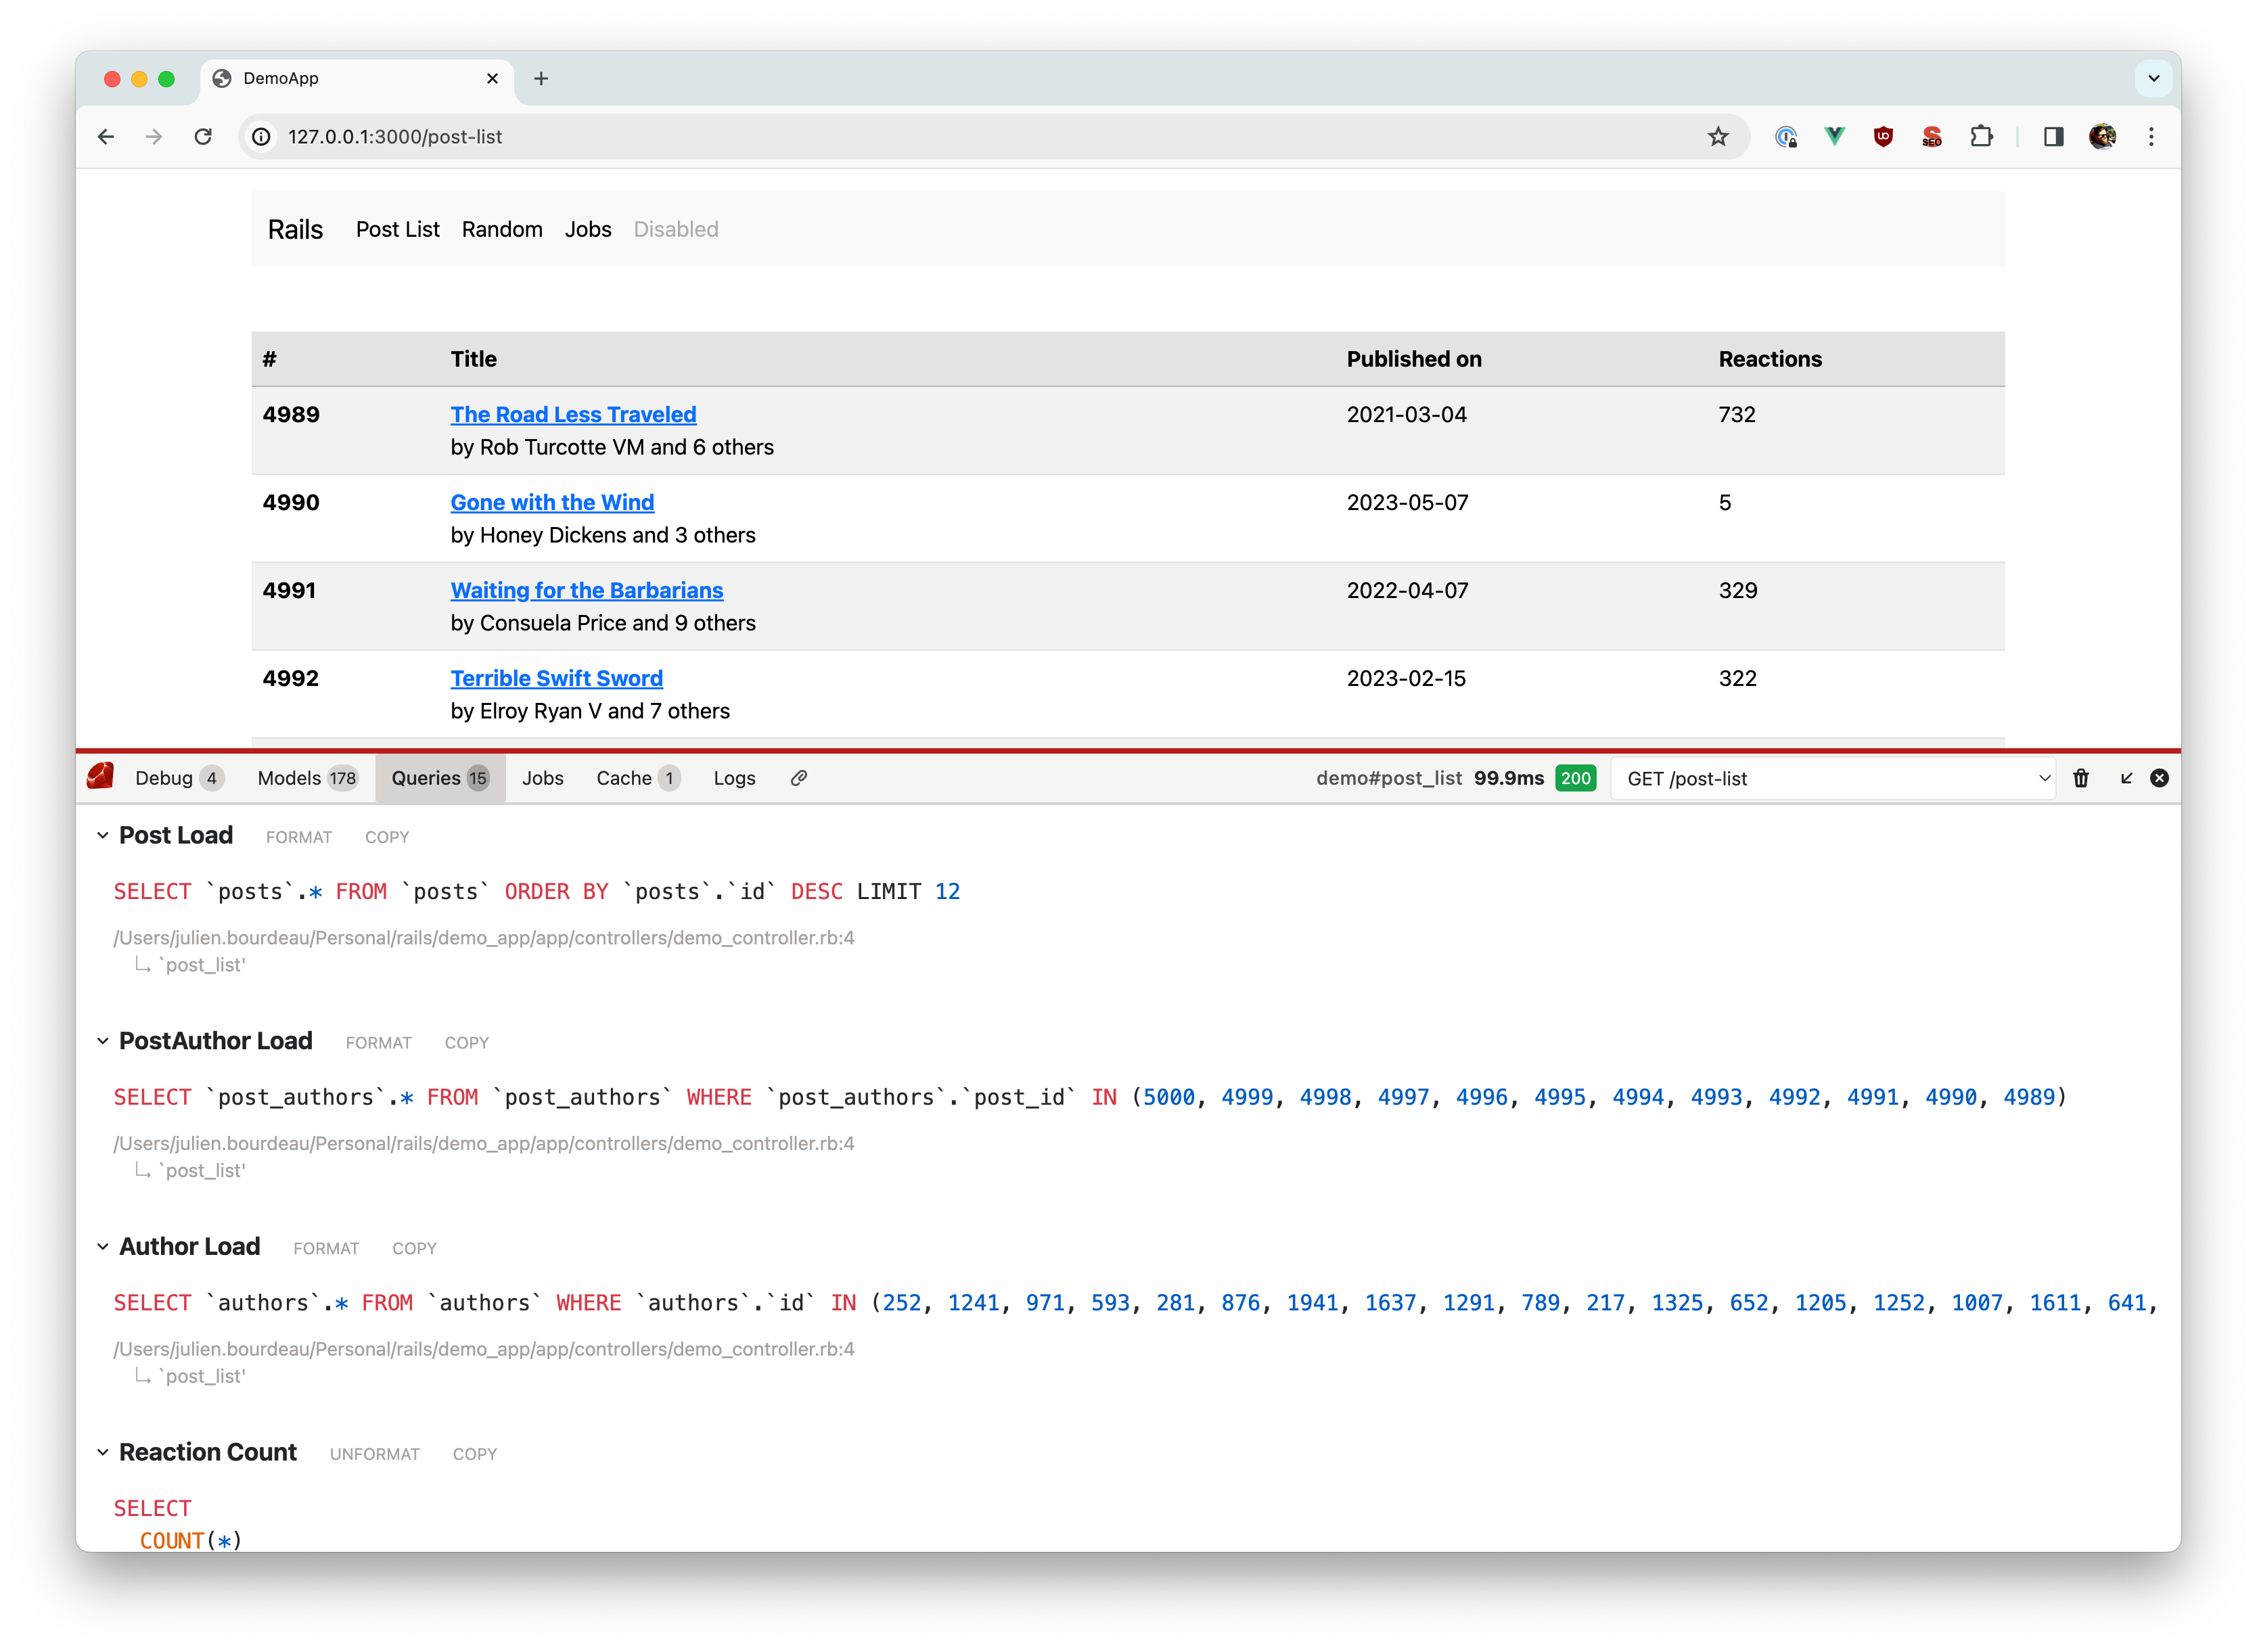 DemoApp
127.0.0.1:3000/post-list
UD
SEO
Rails Post List Random Jobs Disabled
# Title Published on Reactions
4989 The Road Less Traveled 2021-03-04 732
by Rob Turcotte VM and 6 others
4990 Gone with the Wind 2023-05-07 5
by Honey Dickens and 3 others
4991 Waiting for the Barbarians 2022-04-07 329
by Consuela Price and 9 others
4992 Terrible Swift Sword 2023-02-15 322
by Elroy Ryan V and 7 others
Debug 4 Models 178 Queries 15 Jobs Cache 1 Logs demo#post_list 99.9ms 200 GET /post-list
Post Load FORMAT COPY
SELECT `posts`.* FROM `posts` ORDER BY `posts`.`id` DESC LIMIT 12
/Users/julien.bourdeau/Personal/rails/demo_app/app/controllers/demo_controller.rb:4
`post_list'
PostAuthor Load FORMAT COPY
SELECT `post_authors`.* FROM `post_authors` WHERE `post_authors`.`post_id` IN (5000, 4999, 4998, 4997, 4996, 4995, 4994, 4993, 4992, 4991, 4990, 4989)
/Users/julien.bourdeau/Personal/rails/demo_app/app/controllers/demo_controller.rb:4
`post_list'
Author Load FORMAT COPY
SELECT `authors`.* FROM `authors` WHERE `authors`.`id` IN (252, 1241, 971, 593, 281, 876, 1941, 1637, 1291, 789, 217, 1325, 652, 1205, 1252, 1007, 1611, 641,
/Users/julien.bourdeau/Personal/rails/demo_app/app/controllers/demo_controller.rb:4
`post_list'
Reaction Count UNFORMAT COPY
SELECT
COUNT(*)